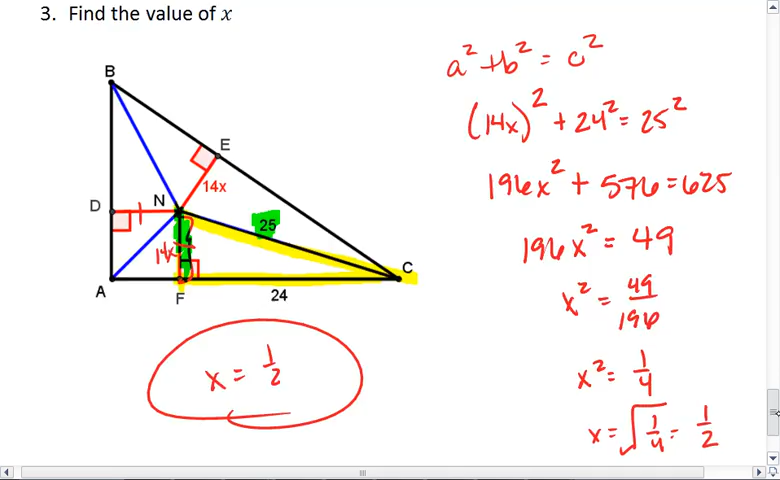 3. Find the value of x
B
E
14x
D
N
25
14x
C
A
F
24
x = 1/2
a² + b² = c²
(14x)² + 24² = 25²
196x² + 576 = 625
196x² = 49
x² = 49/196
x² = 1/4
x = √1/4 = 1/2